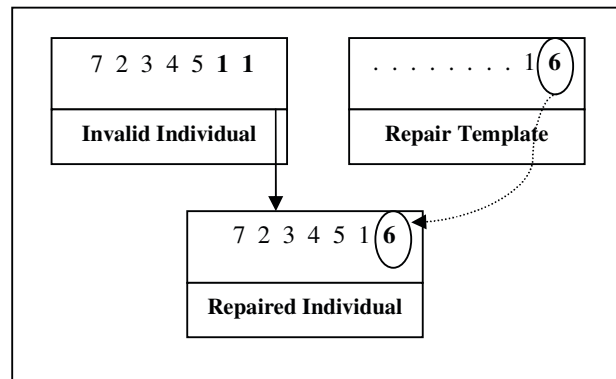 7 2 3 4 5 1 1
Invalid Individual
. . . . . . . . 1 6
Repair Template
7 2 3 4 5 1 6
Repaired Individual